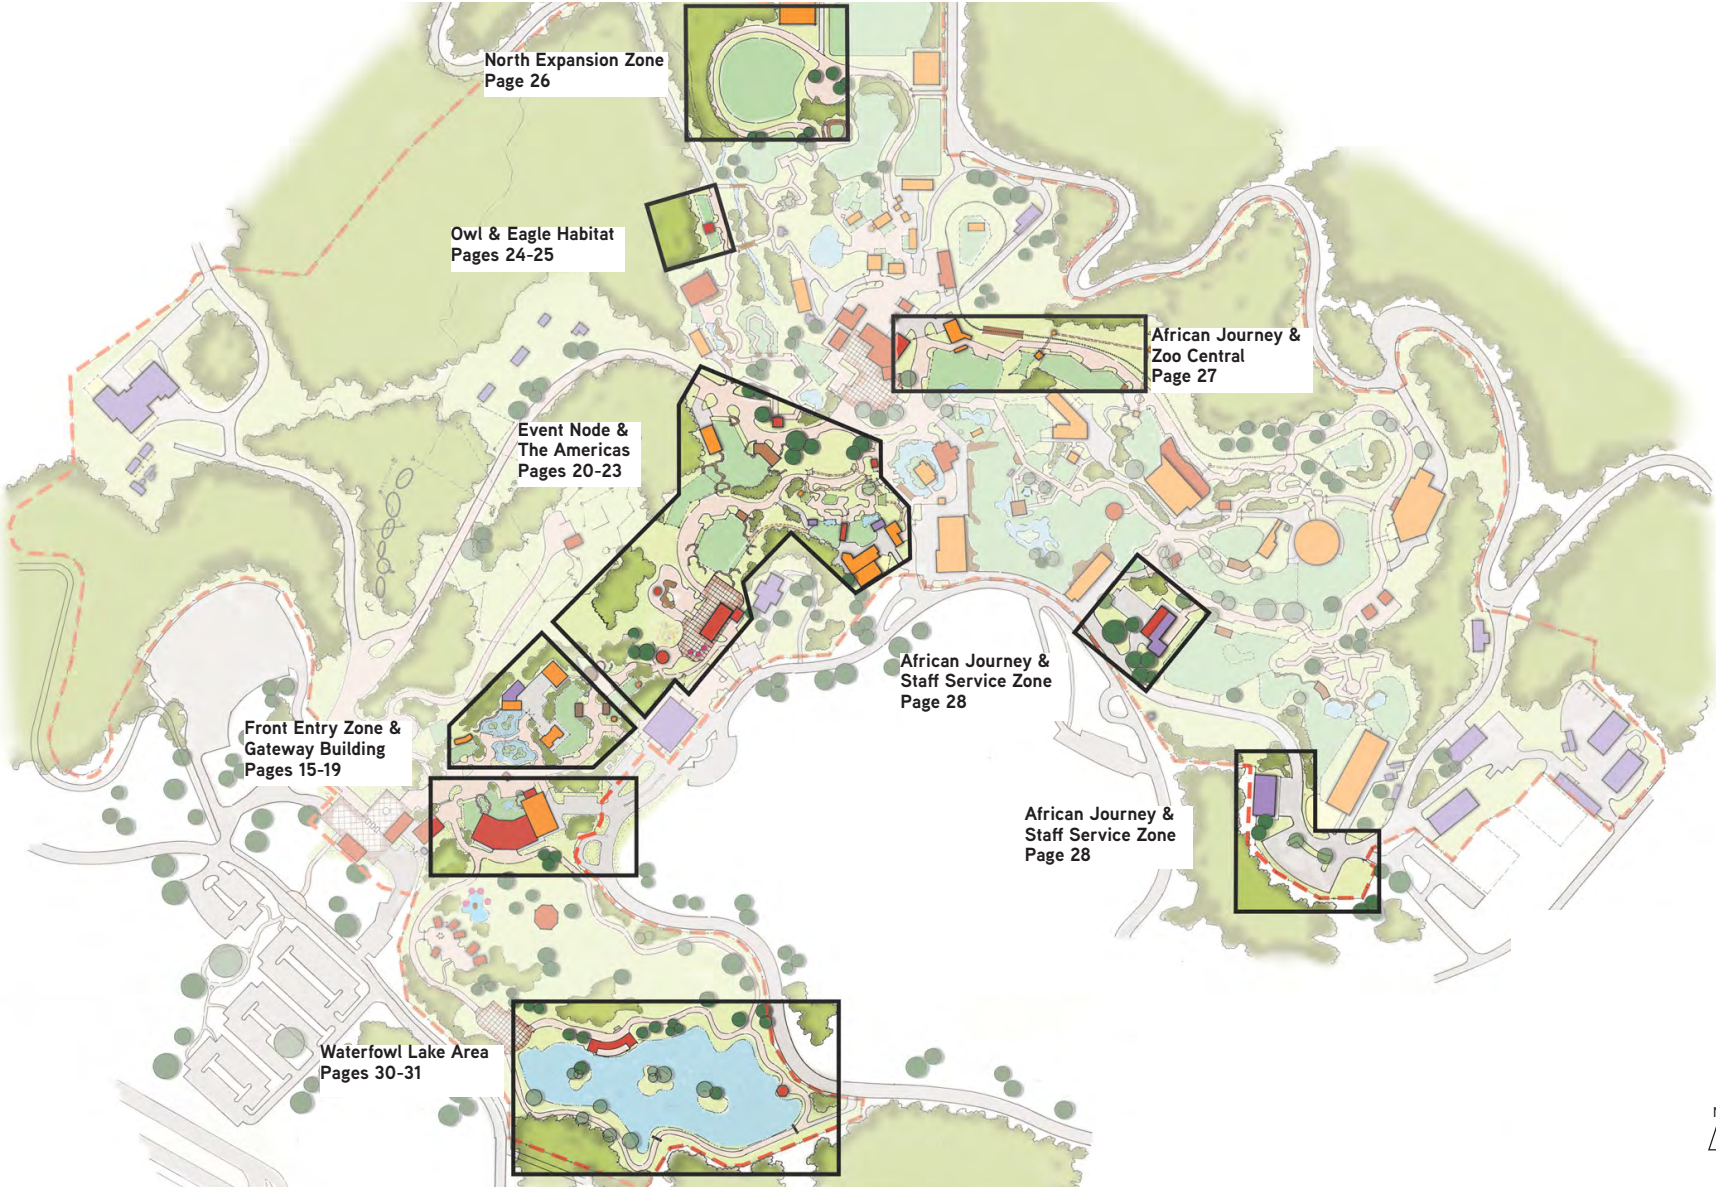 North Expansion Zone
Page 26
Owl & Eagle Habitat
Pages 24-25
African Journey &
Zoo Central
Page 27
Event Node &
The Americas
Pages 20-23
African Journey &
Staff Service Zone
Page 28
Front Entry Zone &
Gateway Building
Pages 15-19
African Journey &
Staff Service Zone
Page 28
Waterfowl Lake Area
Pages 30-31